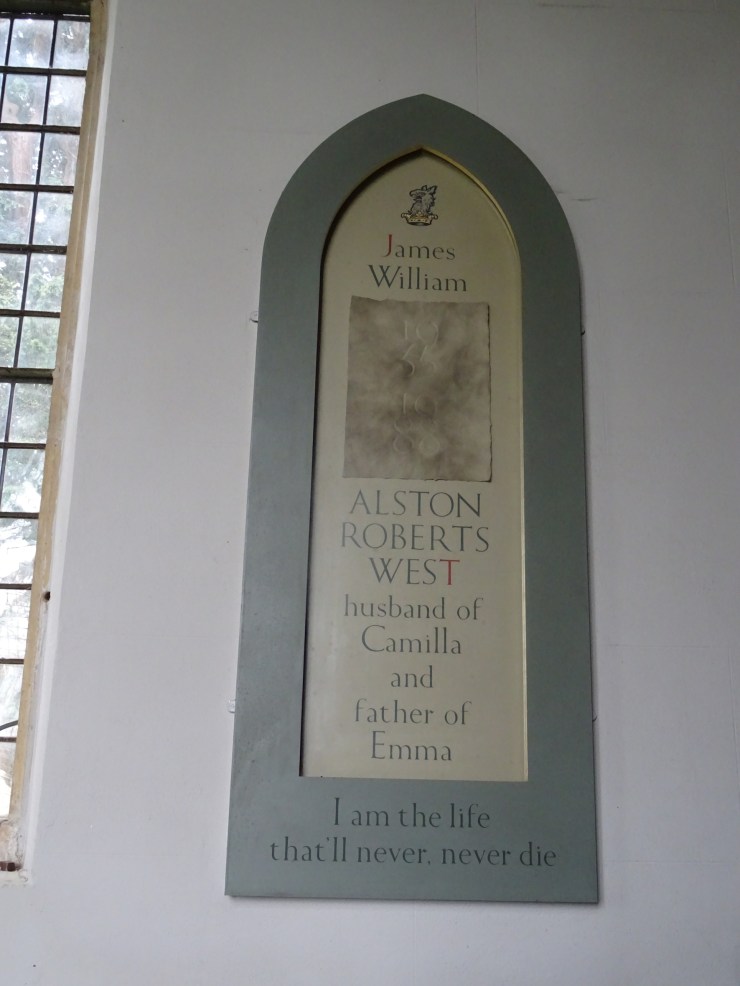 James
William
19
ALSTON
ROBERTS
WEST
husband of
Camilla
and
father of
Emma
I am the life
that'll never, never die